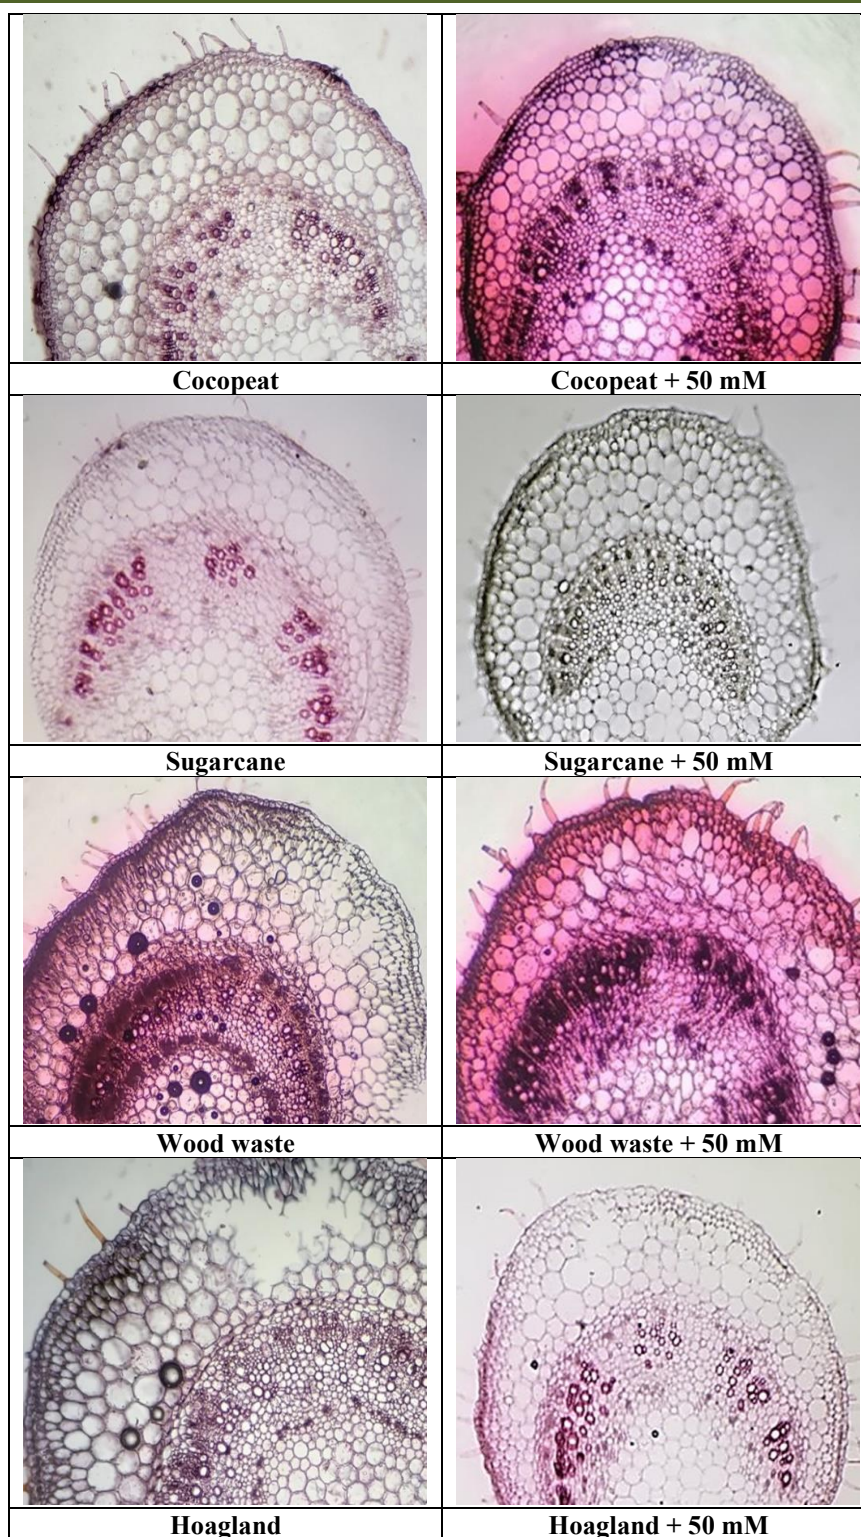 Cocopeat
Cocopeat + 50 mM
Sugarcane
Sugarcane + 50 mM
Wood waste
Wood waste + 50 mM
Hoagland
Hoagland + 50 mM